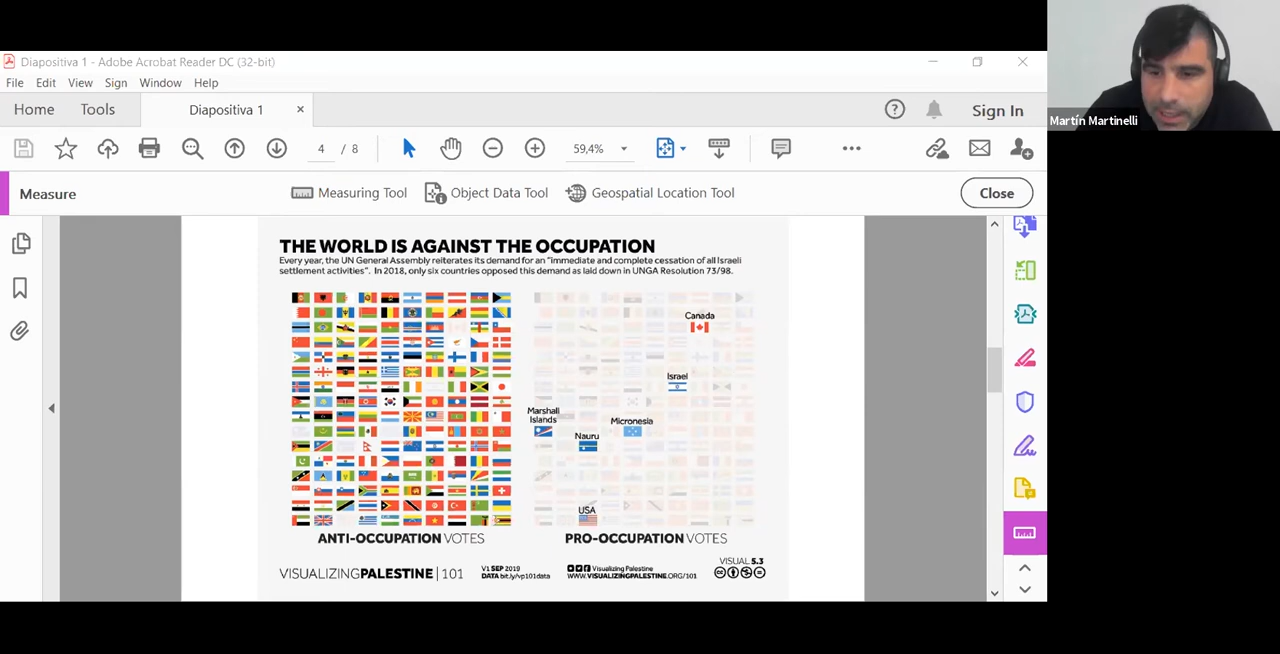 Diapositiva 1 - Adobe Acrobat Reader DC (32-bit)
File Edit View Sign Window Help
Home Tools Diapositiva 1 × Sign In
4 / 8 59,4%
Measure Measuring Tool Object Data Tool Geospatial Location Tool Close
Martín Martinelli
THE WORLD IS AGAINST THE OCCUPATION
Every year, the UN General Assembly reiterates its demand for an "immediate and complete cessation of all Israeli
settlement activities". In 2018, only six countries opposed this demand as laid down in UNGA Resolution 73/98.
Canada
Israel
Marshall
Islands
Micronesia
Nauru
USA
ANTI-OCCUPATION VOTES
PRO-OCCUPATION VOTES
VISUALIZINGPALESTINE | 101
V1 SEP 2019
DATA bit.ly/vp101data
Visualizing Palestine
WWW.VISUALIZINGPALESTINE.ORG/101
VISUAL 5.3